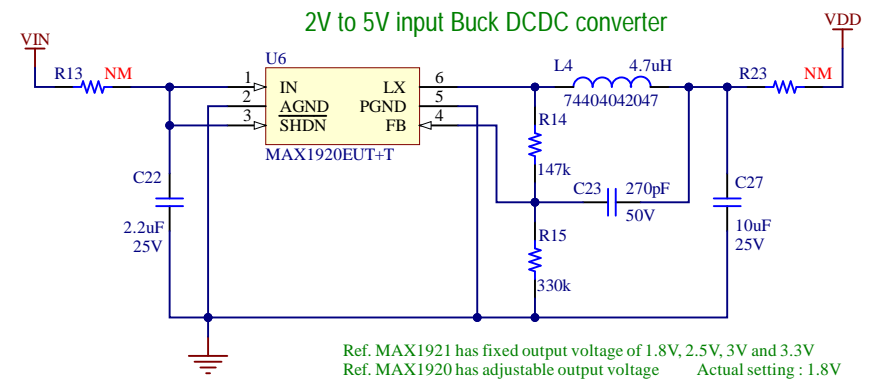 2V to 5V input Buck DCDC converter
VIN
VDD
R13 NM
U6
1 IN
2 AGND
3 SHDN
LX 6
PGND 5
FB 4
MAX1920EUT+T
L4 4.7uH
74404042047
R23 NM
R14
147k
C22
2.2uF
25V
C23 270pF
50V
C27
10uF
25V
R15
330k
Ref. MAX1921 has fixed output voltage of 1.8V, 2.5V, 3V and 3.3V
Ref. MAX1920 has adjustable output voltage Actual setting : 1.8V